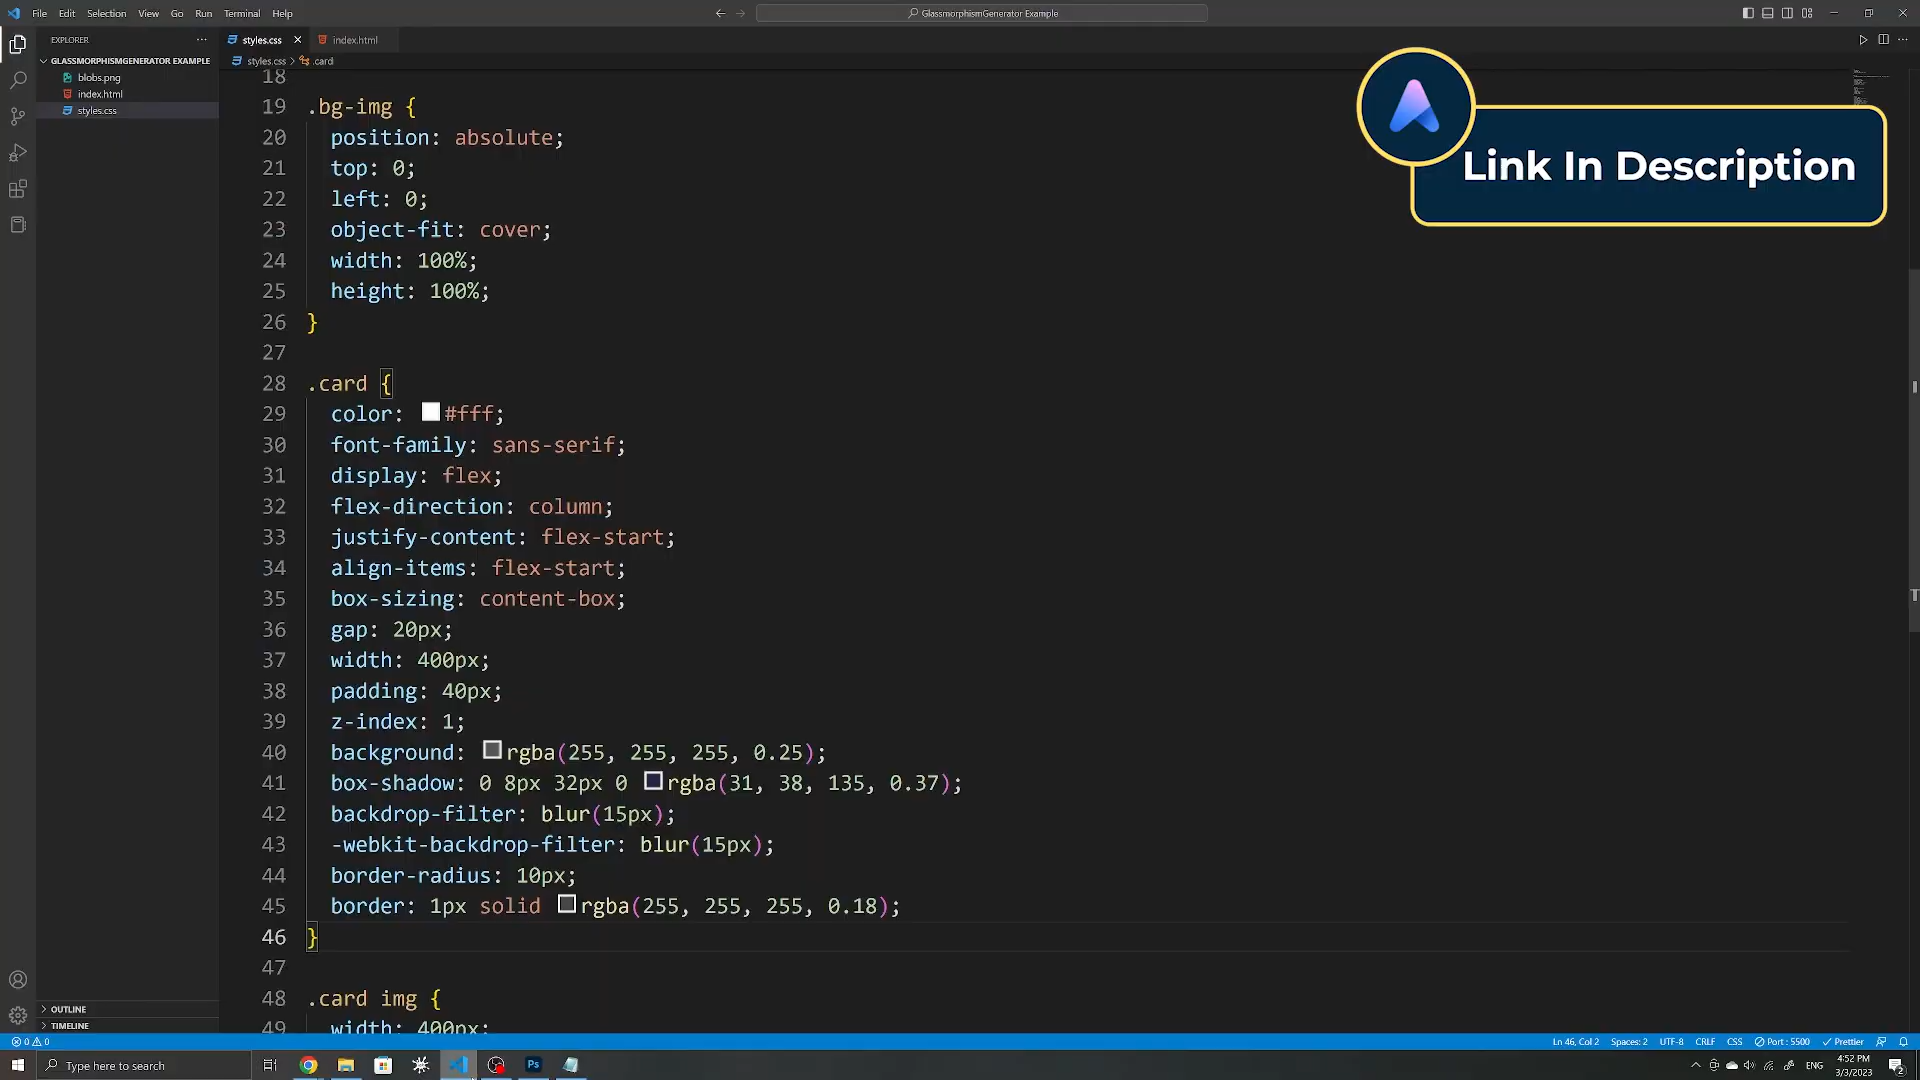 File Edit Selection View Go Run Terminal Help
GlassmorphismGenerator Example
EXPLORER
GLASSMORPHISMGENERATOR EXAMPLE
blobs.png
index.html
styles.css
styles.css index.html
styles.css > .card
18
19 .bg-img {
20 position: absolute;
21 top: 0;
22 left: 0;
23 object-fit: cover;
24 width: 100%;
25 height: 100%;
26 }
27
28 .card {
29 color: #fff;
30 font-family: sans-serif;
31 display: flex;
32 flex-direction: column;
33 justify-content: flex-start;
34 align-items: flex-start;
35 box-sizing: content-box;
36 gap: 20px;
37 width: 400px;
38 padding: 40px;
39 z-index: 1;
40 background: rgba(255, 255, 255, 0.25);
41 box-shadow: 0 8px 32px 0 rgba(31, 38, 135, 0.37);
42 backdrop-filter: blur(15px);
43 -webkit-backdrop-filter: blur(15px);
44 border-radius: 10px;
45 border: 1px solid rgba(255, 255, 255, 0.18);
46 }
47
48 .card img {
49 width: 400px;
Link In Description
OUTLINE
TIMELINE
0 0
Ln 46, Col 2 Spaces: 2 UTF-8 CRLF CSS Port : 5500 Prettier
Type here to search
Ps
ENG
4:52 PM
3/3/2023
2